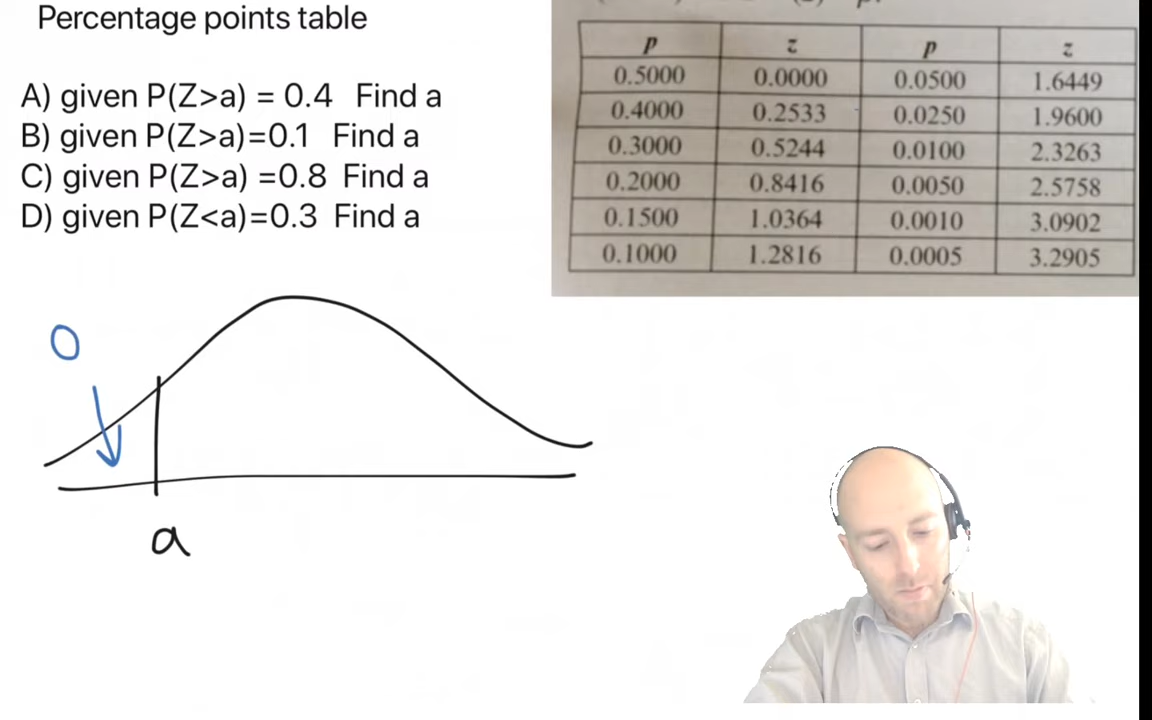 Percentage points table
A) given P(Z>a) = 0.4 Find a
B) given P(Z>a)=0.1 Find a
C) given P(Z>a) =0.8 Find a
D) given P(Z<a)=0.3 Find a
p z p z
0.5000 0.0000 0.0500 1.6449
0.4000 0.2533 0.0250 1.9600
0.3000 0.5244 0.0100 2.3263
0.2000 0.8416 0.0050 2.5758
0.1500 1.0364 0.0010 3.0902
0.1000 1.2816 0.0005 3.2905
0
a